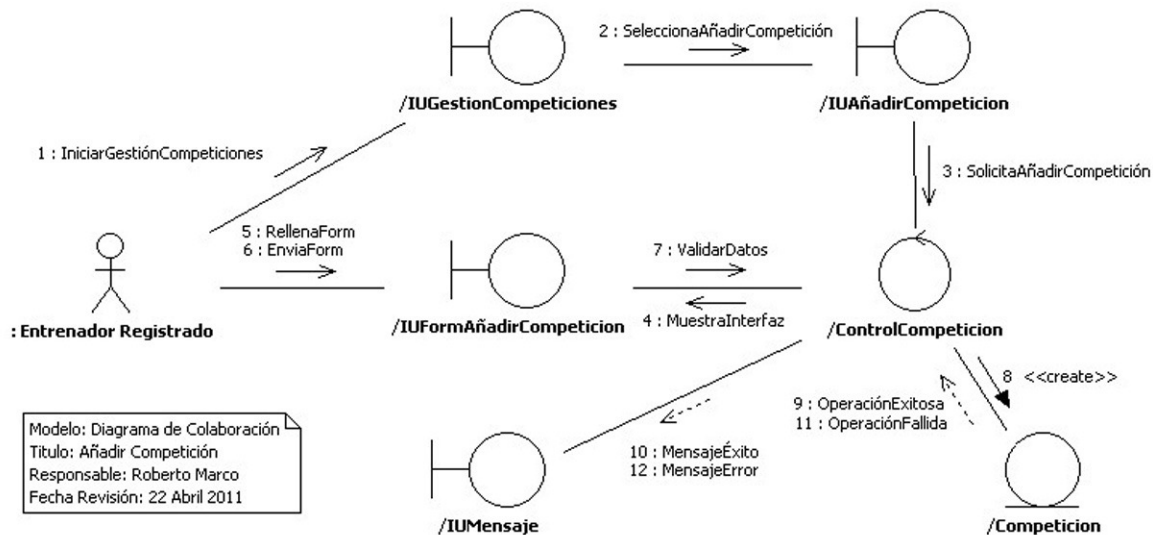 2 : SeleccionaAñadirCompetición
/IUGestionCompeticiones
/IUAñadirCompeticion
1 : IniciarGestiónCompeticiones
3 : SolicitaAñadirCompetición
5 : RellenaForm
6 : EnviaForm
7 : ValidarDatos
: Entrenador Registrado
/IUFormAñadirCompeticion
4 : MuestraInterfaz
/ControlCompeticion
8 <<create>>
9 : OperaciónExitosa
11 : OperaciónFallida
Modelo: Diagrama de Colaboración
Titulo: Añadir Competición
Responsable: Roberto Marco
Fecha Revisión: 22 Abril 2011
10 : MensajeÉxito
12 : MensajeError
/IUMensaje
/Competicion